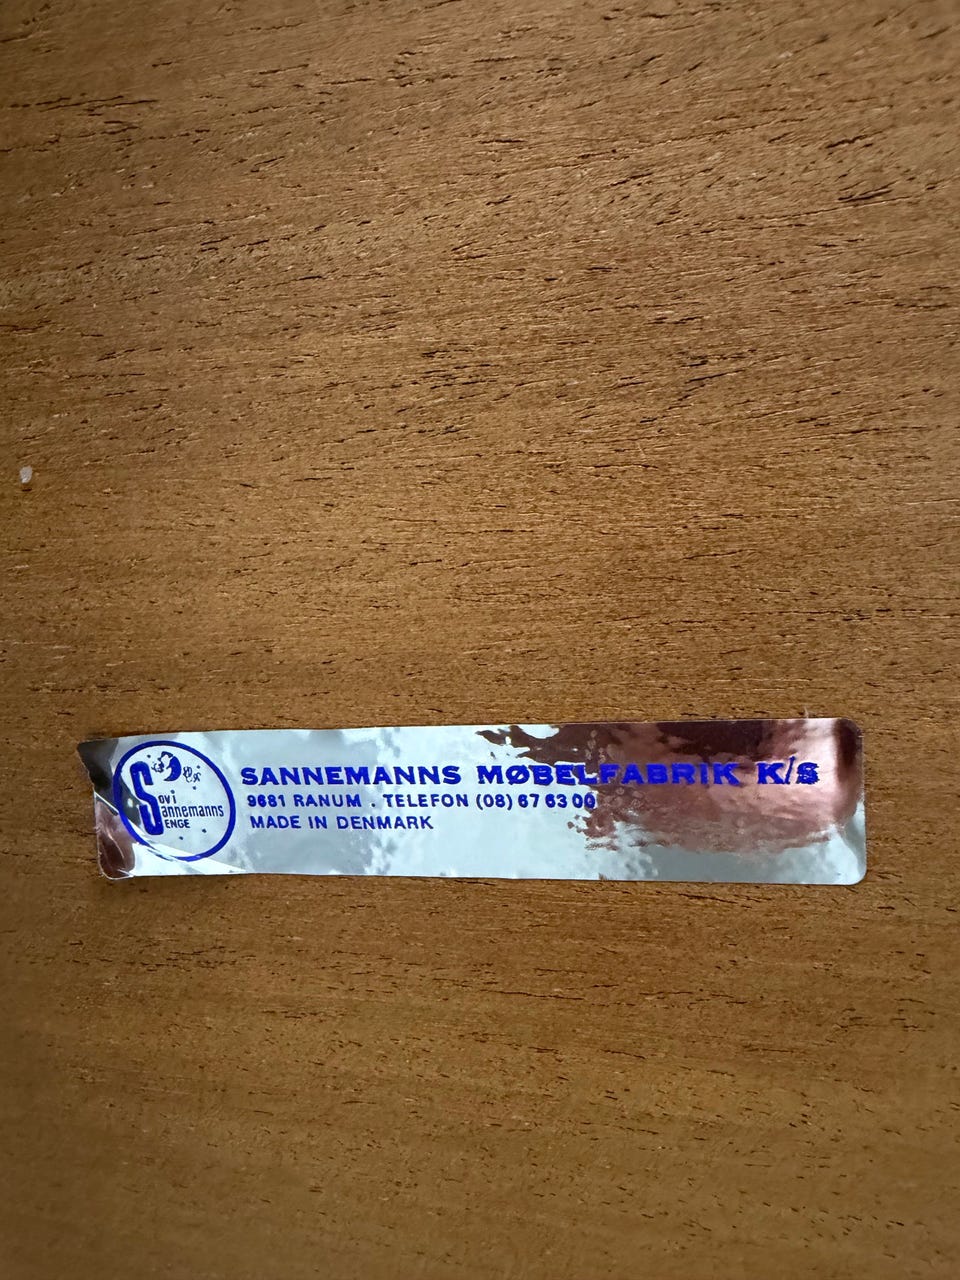 Sovi
Sannemanns
SENGE
SANNEMANNS MØBELFABRIK K/S
9681 RANUM . TELEFON (08) 67 63 00
MADE IN DENMARK